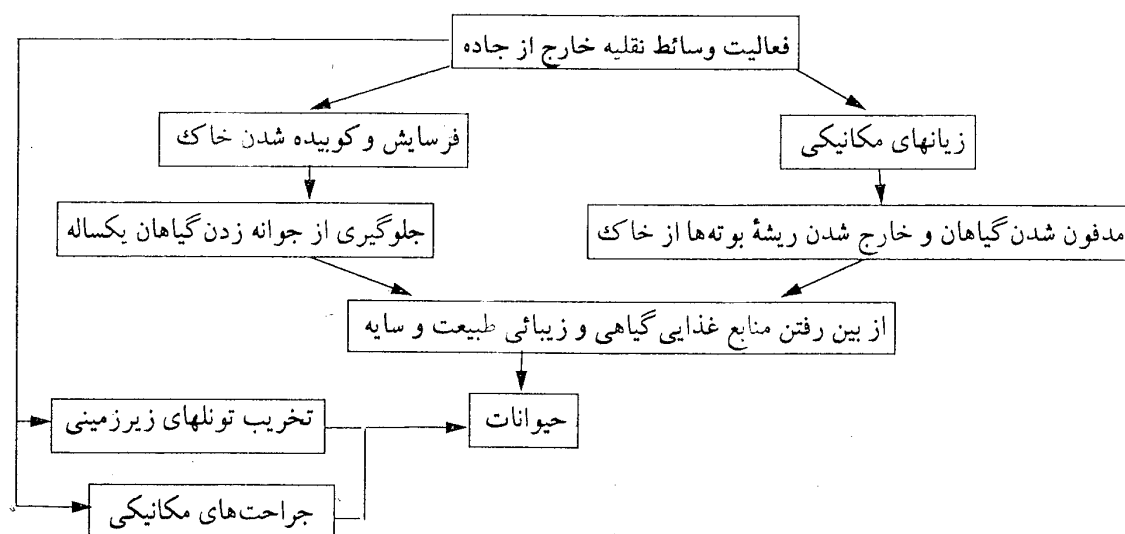 فعالیت وسائط نقلیه خارج از جاده
زیانهای مکانیکی
فرسایش و کوبیده شدن خاک
مدفون شدن گیاهان و خارج شدن ریشهٔ بوته‌ها از خاک
جلوگیری از جوانه زدن گیاهان یکساله
از بین رفتن منابع غذایی گیاهی و زیبائی طبیعت و سایه
حیوانات
تخریب تونلهای زیرزمینی
جراحت‌های مکانیکی